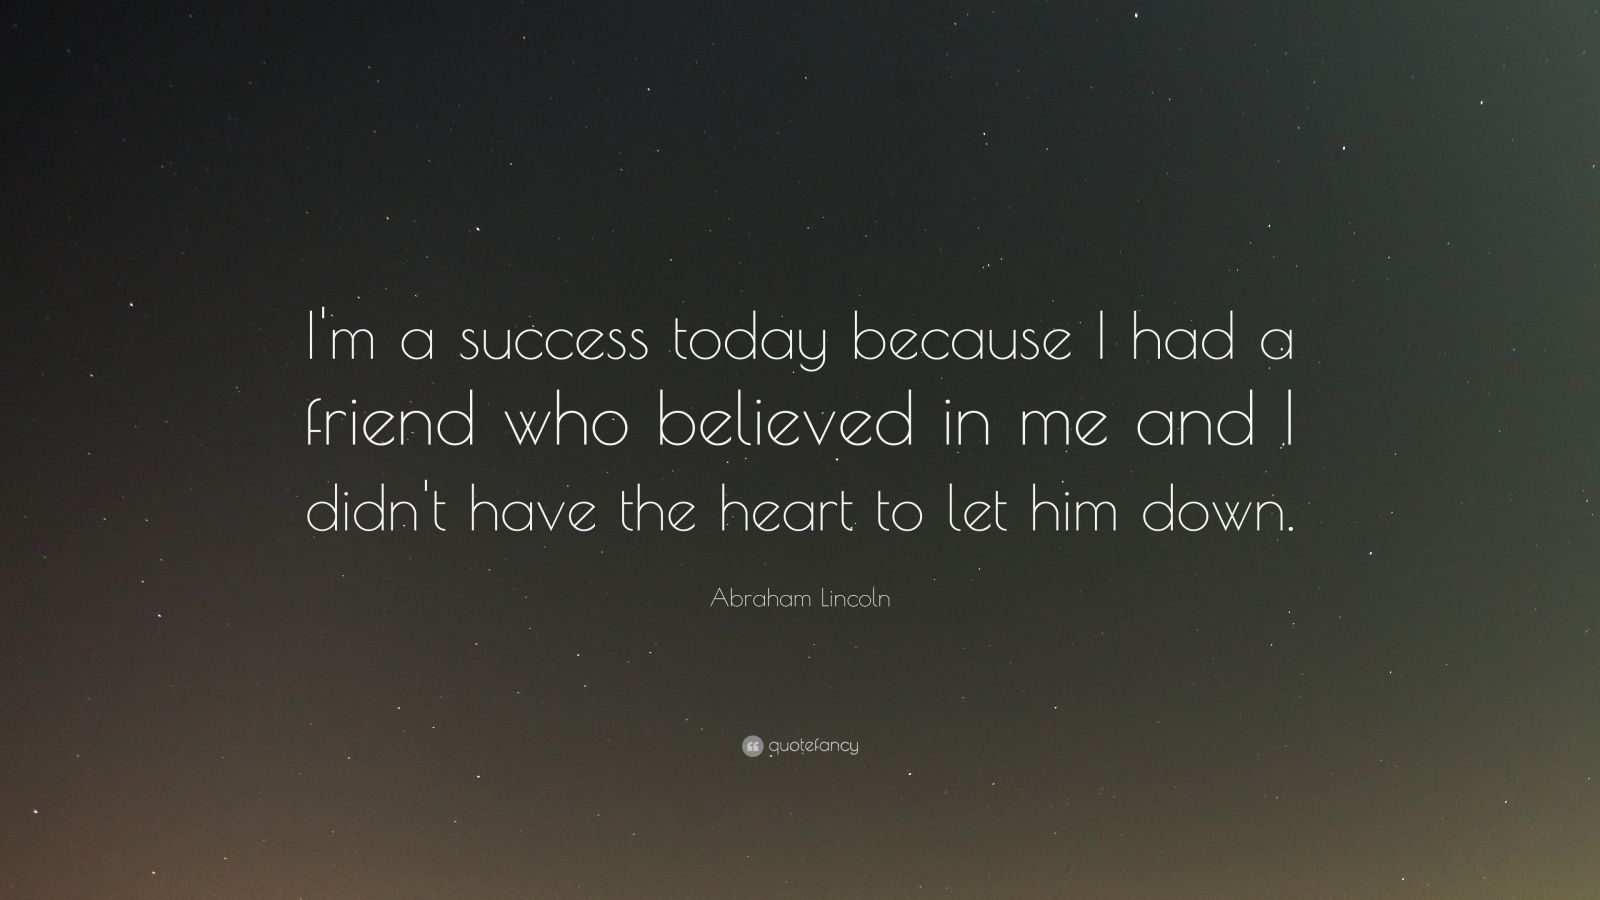 I'm a success today because I had a
friend who believed in me and I
didn't have the heart to let him down.
Abraham Lincoln
quotefancy